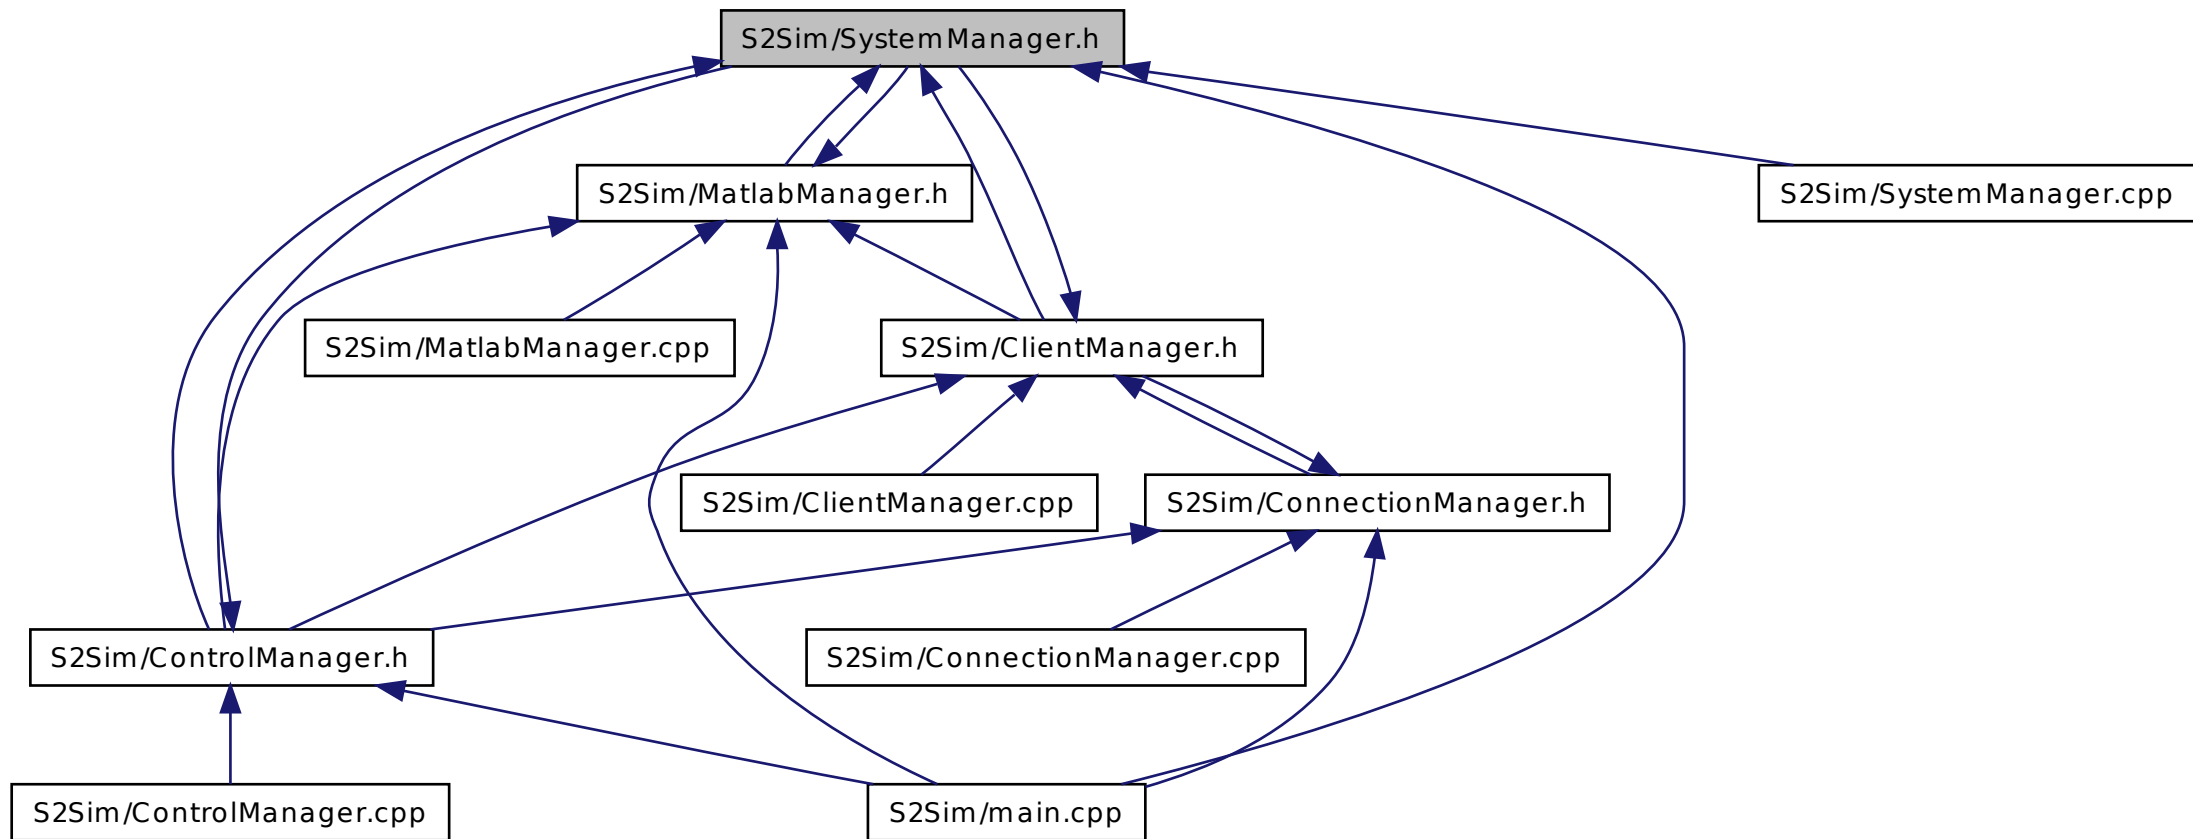 S2Sim/SystemManager.h
S2Sim/MatlabManager.h
S2Sim/SystemManager.cpp
S2Sim/MatlabManager.cpp
S2Sim/ClientManager.h
S2Sim/ClientManager.cpp
S2Sim/ConnectionManager.h
S2Sim/ControlManager.h
S2Sim/ConnectionManager.cpp
S2Sim/ControlManager.cpp
S2Sim/main.cpp